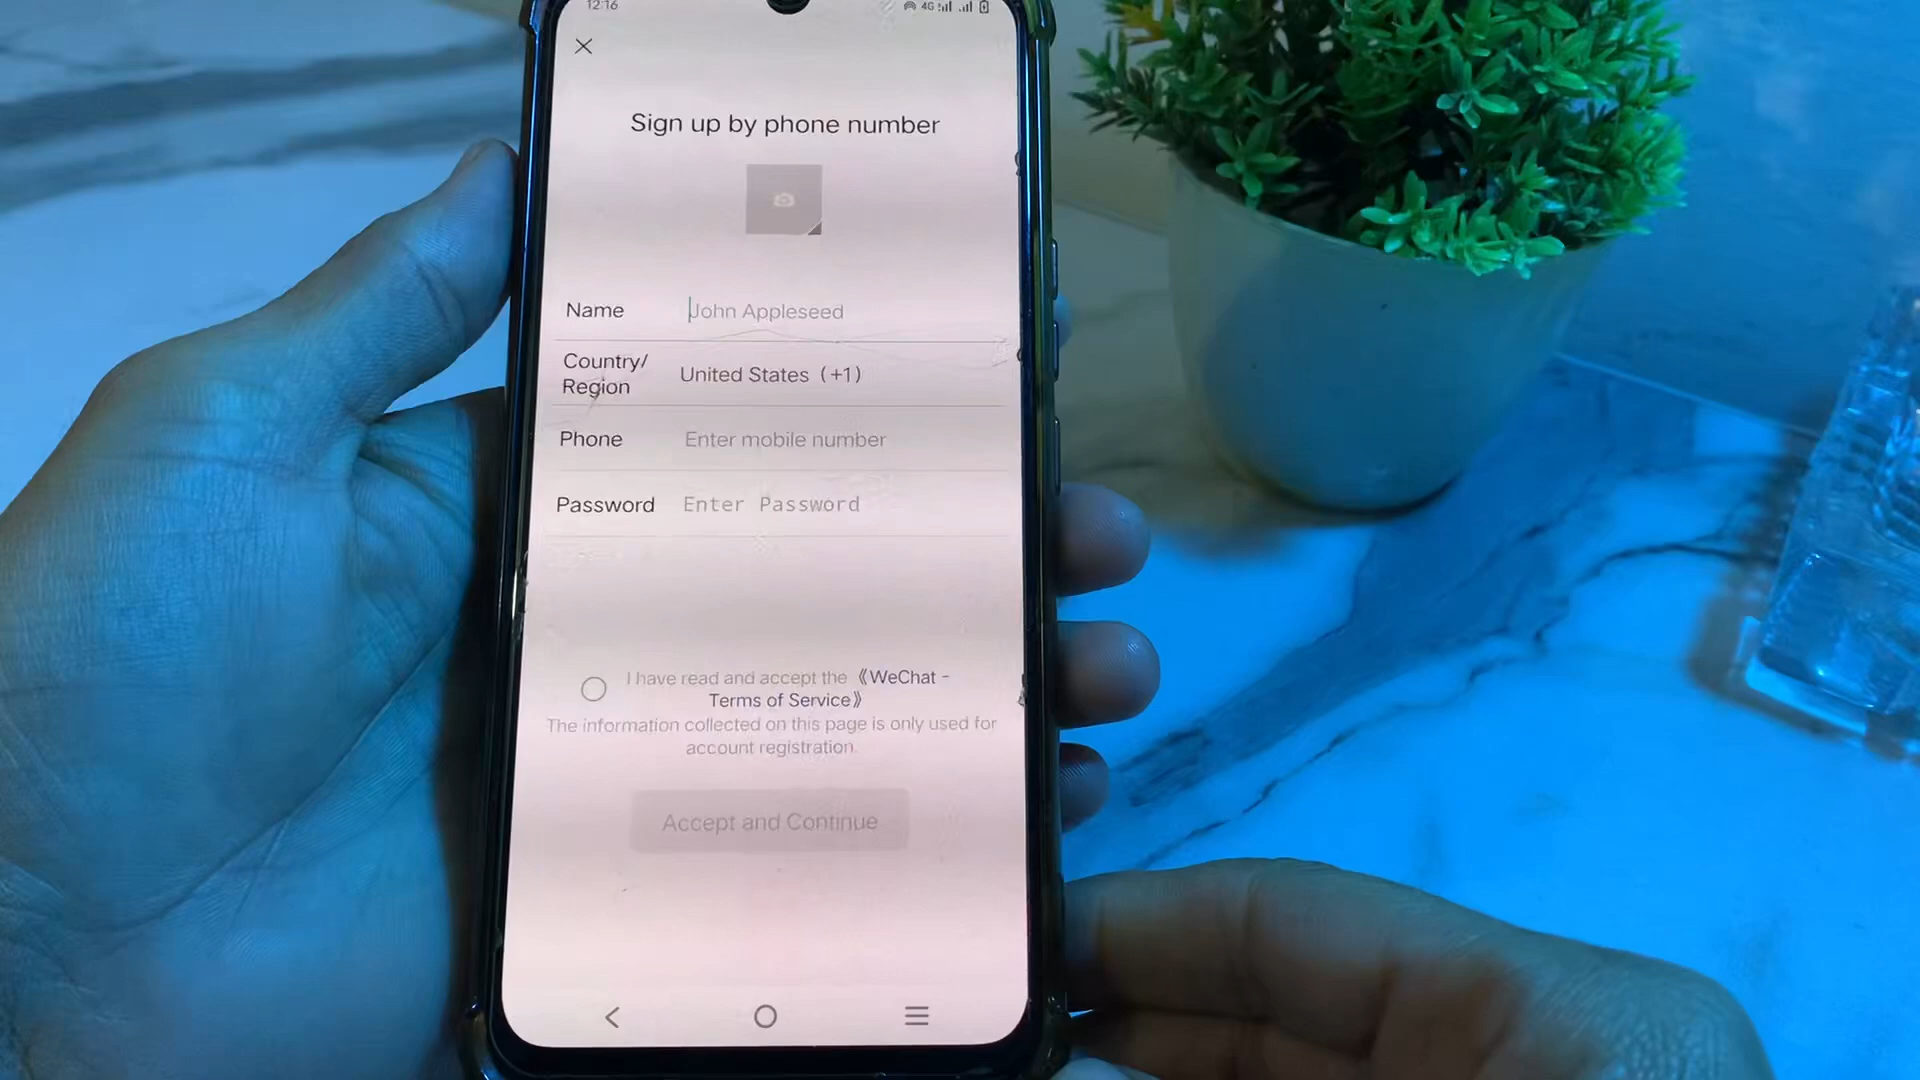 12:16
4G
Sign up by phone number
Name John Appleseed
Country/
Region United States (+1)
Phone Enter mobile number
Password Enter Password
I have read and accept the 《WeChat -
Terms of Service》
The information collected on this page is only used for
account registration.
Accept and Continue